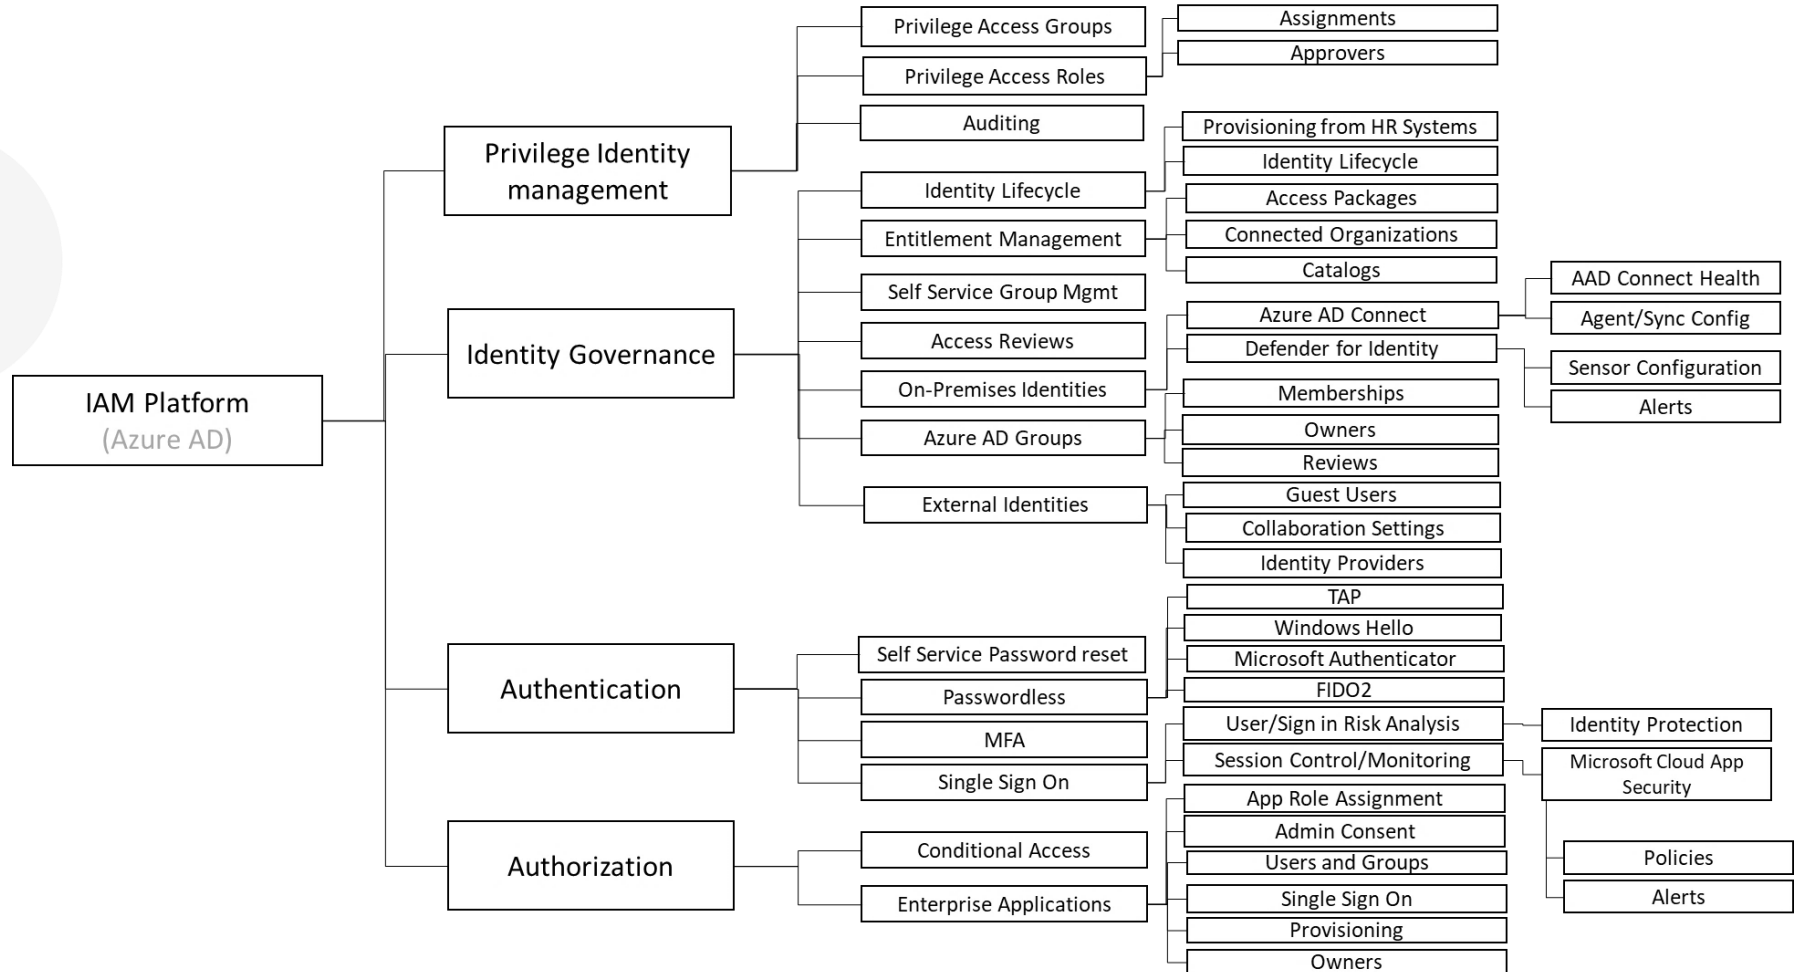 IAM Platform
(Azure AD)
Privilege Identity
management
Privilege Access Groups
Privilege Access Roles
Assignments
Approvers
Auditing
Identity Governance
Identity Lifecycle
Provisioning from HR Systems
Identity Lifecycle
Entitlement Management
Access Packages
Connected Organizations
Catalogs
Self Service Group Mgmt
Access Reviews
On-Premises Identities
Azure AD Connect
AAD Connect Health
Agent/Sync Config
Defender for Identity
Sensor Configuration
Alerts
Azure AD Groups
Memberships
Owners
Reviews
External Identities
Guest Users
Collaboration Settings
Identity Providers
Authentication
Self Service Password reset
Passwordless
TAP
Windows Hello
Microsoft Authenticator
FIDO2
MFA
Single Sign On
User/Sign in Risk Analysis
Identity Protection
Session Control/Monitoring
Microsoft Cloud App
Security
Policies
Alerts
Authorization
Conditional Access
Enterprise Applications
App Role Assignment
Admin Consent
Users and Groups
Single Sign On
Provisioning
Owners